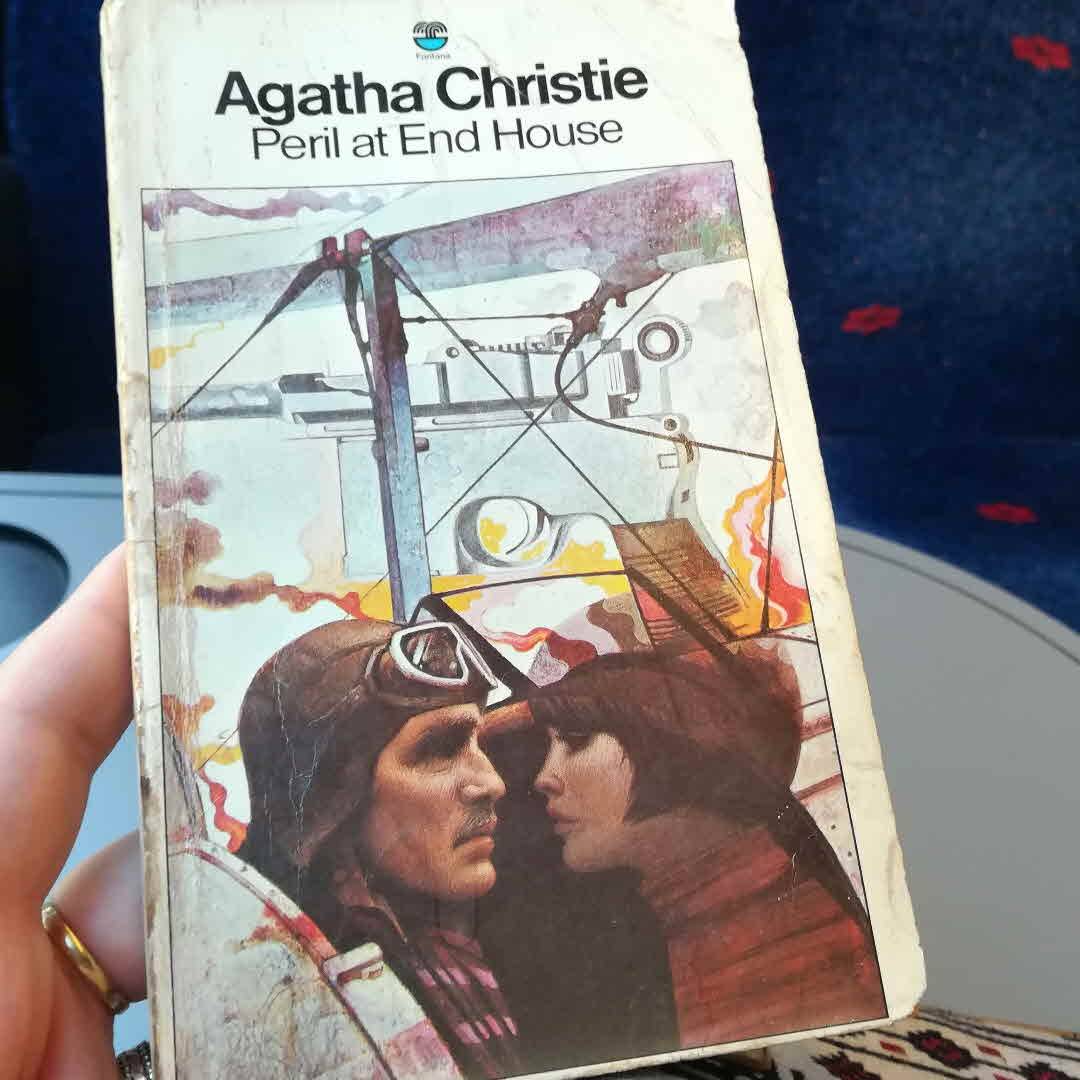 Fontana
Agatha Christie
Peril at End House